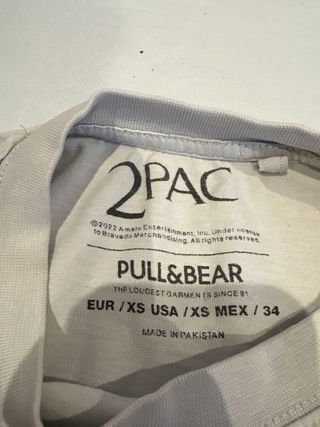 2PAC
©2022 Amaru Entertainment, Inc. Under license
to Bravado Merchandising. All rights reserved.
PULL&BEAR
THE LOUDEST GARMENTS SINCE 91
EUR / XS USA / XS MEX / 34
MADE IN PAKISTAN